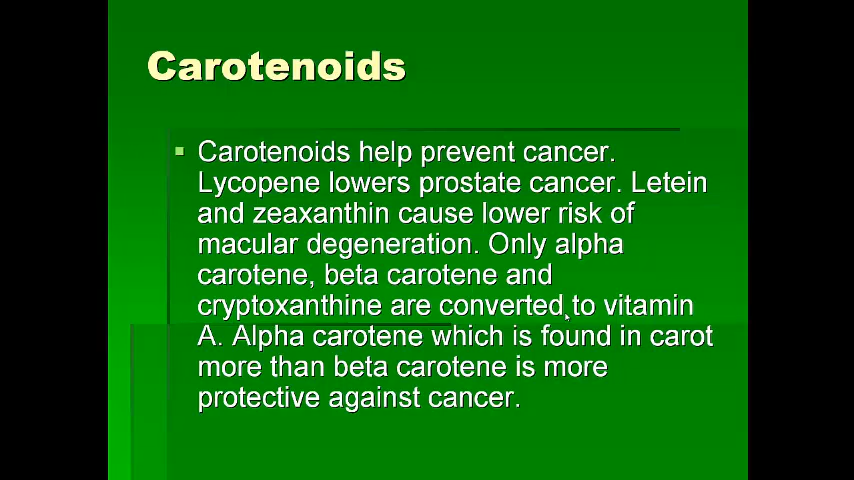 Carotenoids
Carotenoids help prevent cancer.
Lycopene lowers prostate cancer. Letein
and zeaxanthin cause lower risk of
macular degeneration. Only alpha
carotene, beta carotene and
cryptoxanthine are converted to vitamin
A. Alpha carotene which is found in carot
more than beta carotene is more
protective against cancer.